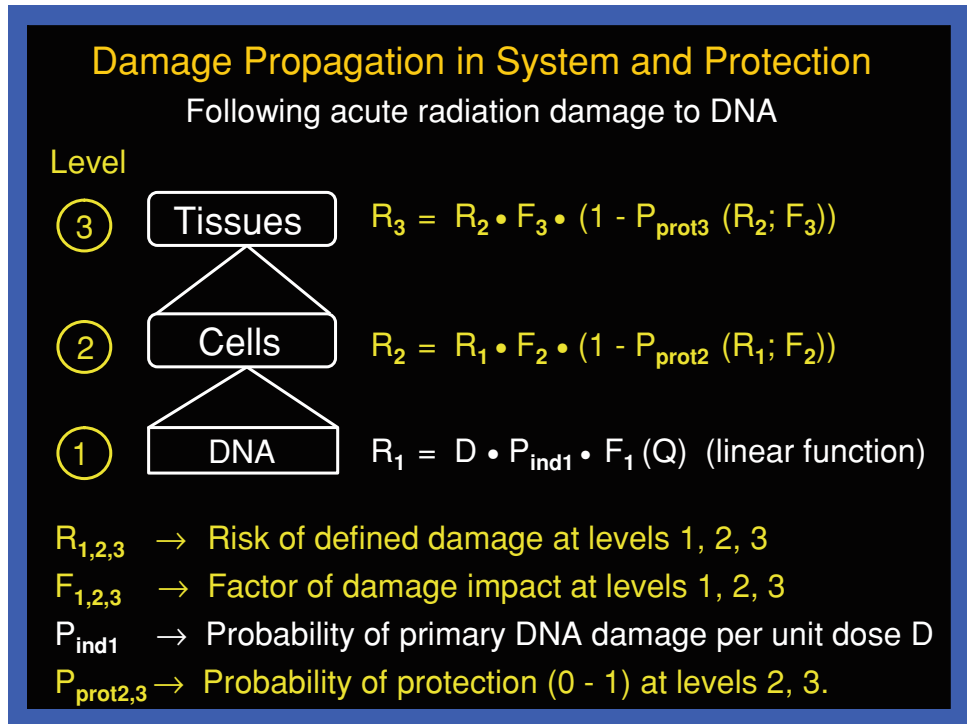 Damage Propagation in System and Protection
Following acute radiation damage to DNA
Level
3 Tissues R3 = R2 • F3 • (1 - Pprot3 (R2; F3))
2 Cells R2 = R1 • F2 • (1 - Pprot2 (R1; F2))
1 DNA R1 = D • Pind1 • F1 (Q) (linear function)
R1,2,3 → Risk of defined damage at levels 1, 2, 3
F1,2,3 → Factor of damage impact at levels 1, 2, 3
Pind1 → Probability of primary DNA damage per unit dose D
Pprot2,3 → Probability of protection (0 - 1) at levels 2, 3.